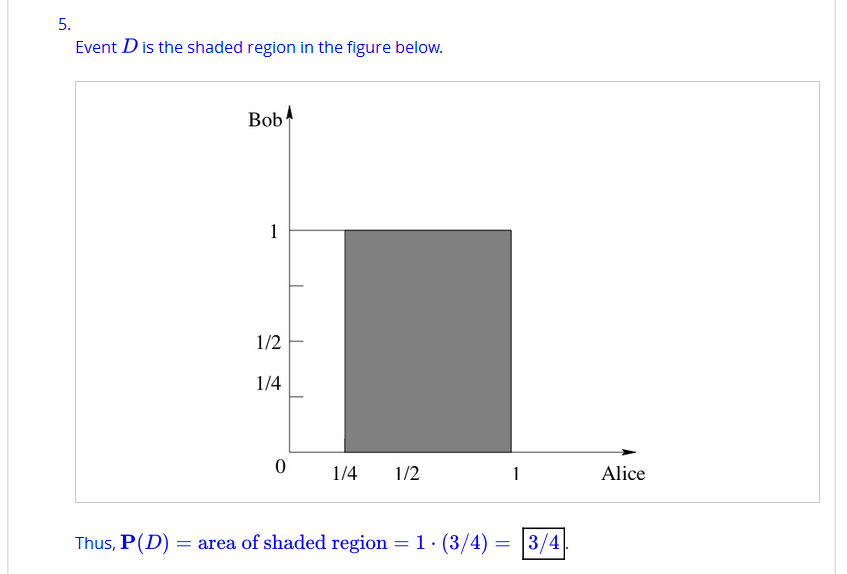 5.
Event D is the shaded region in the figure below.
Bob
1
1/2
1/4
0
1/4 1/2 1 Alice
Thus, P(D) = area of shaded region = 1 · (3/4) = 3/4.